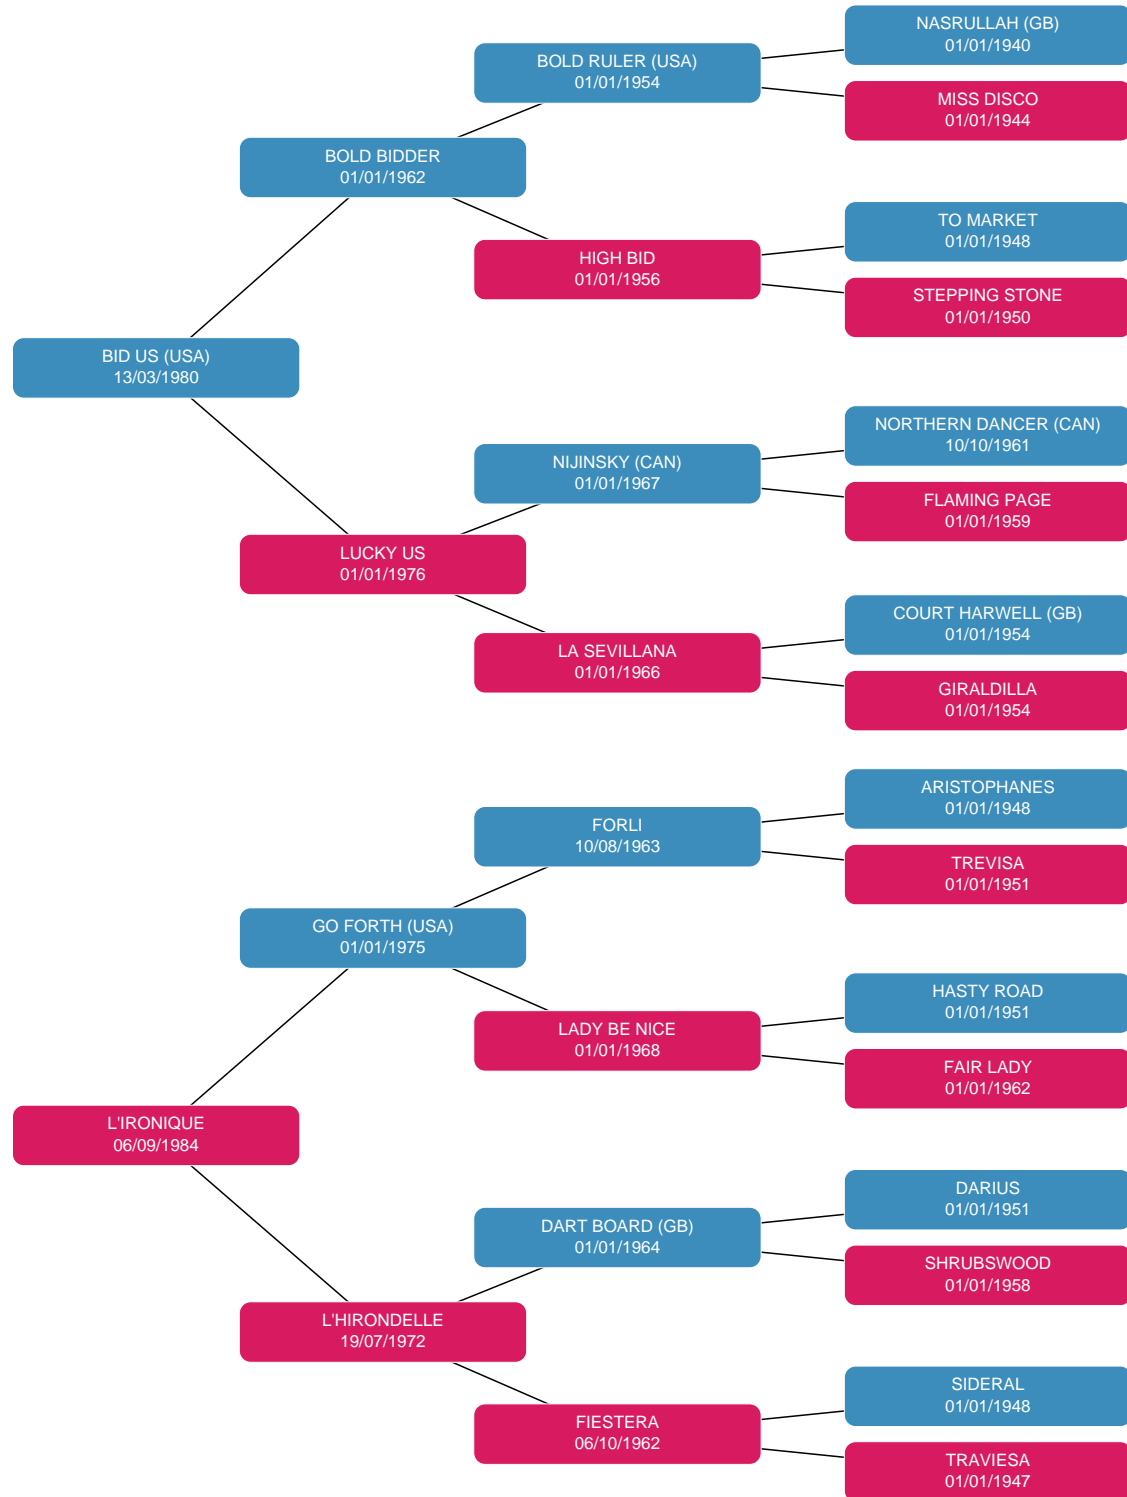 NASRULLAH (GB)
01/01/1940
BOLD RULER (USA)
01/01/1954
MISS DISCO
01/01/1944
BOLD BIDDER
01/01/1962
TO MARKET
01/01/1948
HIGH BID
01/01/1956
STEPPING STONE
01/01/1950
BID US (USA)
13/03/1980
NORTHERN DANCER (CAN)
10/10/1961
NIJINSKY (CAN)
01/01/1967
FLAMING PAGE
01/01/1959
LUCKY US
01/01/1976
COURT HARWELL (GB)
01/01/1954
LA SEVILLANA
01/01/1966
GIRALDILLA
01/01/1954
ARISTOPHANES
01/01/1948
FORLI
10/08/1963
TREVISA
01/01/1951
GO FORTH (USA)
01/01/1975
HASTY ROAD
01/01/1951
LADY BE NICE
01/01/1968
FAIR LADY
01/01/1962
L'IRONIQUE
06/09/1984
DARIUS
01/01/1951
DART BOARD (GB)
01/01/1964
SHRUBSWOOD
01/01/1958
L'HIRONDELLE
19/07/1972
SIDERAL
01/01/1948
FIESTERA
06/10/1962
TRAVIESA
01/01/1947